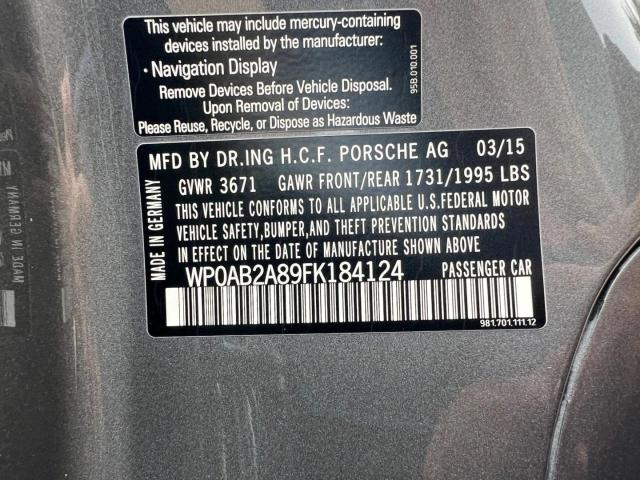 This vehicle may include mercury-containing
devices installed by the manufacturer:
• Navigation Display
Remove Devices Before Vehicle Disposal.
Upon Removal of Devices:
Please Reuse, Recycle, or Dispose as Hazardous Waste
95B.010.001
MFD BY DR.ING H.C.F. PORSCHE AG 03/15
GVWR 3671 GAWR FRONT/REAR 1731/1995 LBS
THIS VEHICLE CONFORMS TO ALL APPLICABLE U.S.FEDERAL MOTOR
VEHICLE SAFETY,BUMPER,AND THEFT PREVENTION STANDARDS
IN EFFECT ON THE DATE OF MANUFACTURE SHOWN ABOVE.
WP0AB2A89FK184124 PASSENGER CAR
MADE IN GERMANY
981.701.111.12
MADE IN GERMANY